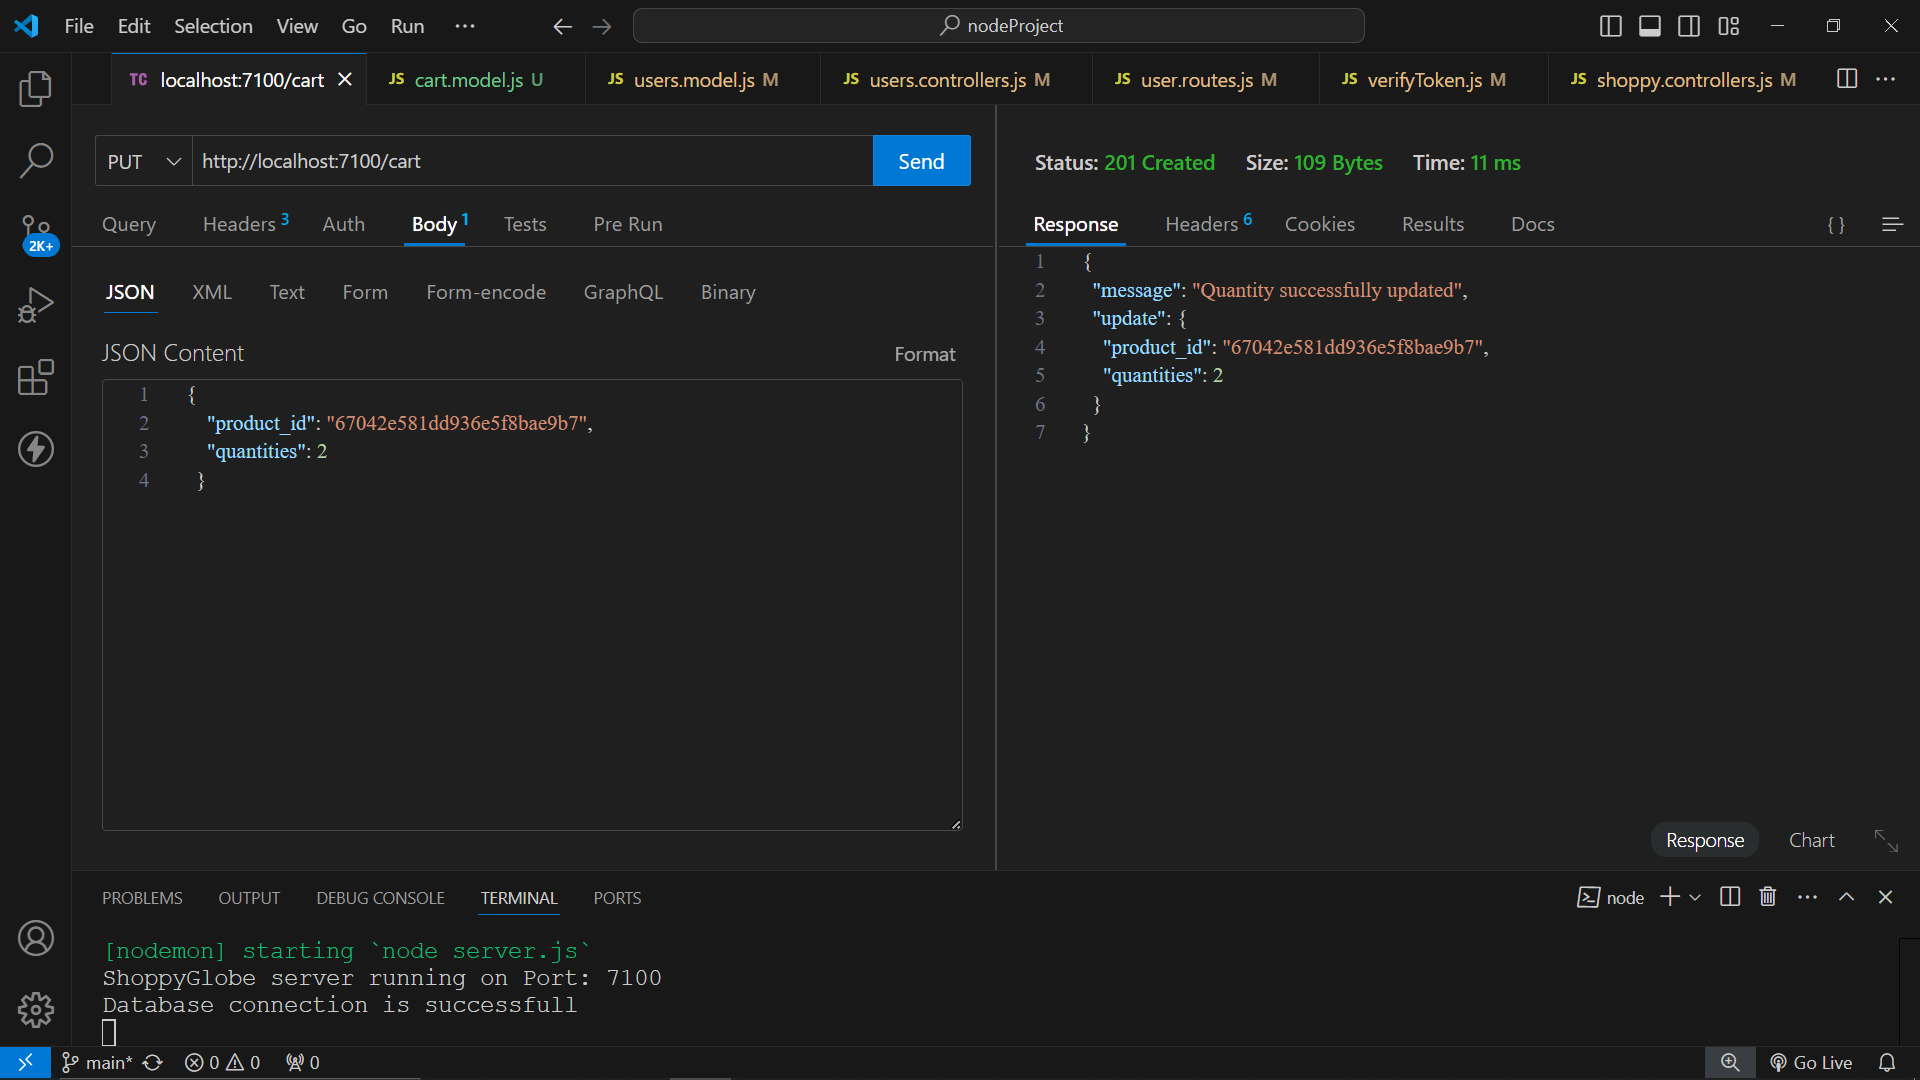 File Edit Selection View Go Run ··· nodeProject
TC localhost:7100/cart JS cart.model.js U JS users.model.js M JS users.controllers.js M JS user.routes.js M JS verifyToken.js M JS shoppy.controllers.js M
PUT http://localhost:7100/cart Send
Query Headers 3 Auth Body 1 Tests Pre Run
JSON XML Text Form Form-encode GraphQL Binary
JSON Content Format
1 {
2 "product_id": "67042e581dd936e5f8bae9b7",
3 "quantities": 2
4 }
Status: 201 Created Size: 109 Bytes Time: 11 ms
Response Headers 6 Cookies Results Docs { }
1 {
2 "message": "Quantity successfully updated",
3 "update": {
4 "product_id": "67042e581dd936e5f8bae9b7",
5 "quantities": 2
6 }
7 }
Response Chart
2K+
PROBLEMS OUTPUT DEBUG CONSOLE TERMINAL PORTS node
[nodemon] starting `node server.js`
ShoppyGlobe server running on Port: 7100
Database connection is successfull
main* 0 0 0 Go Live